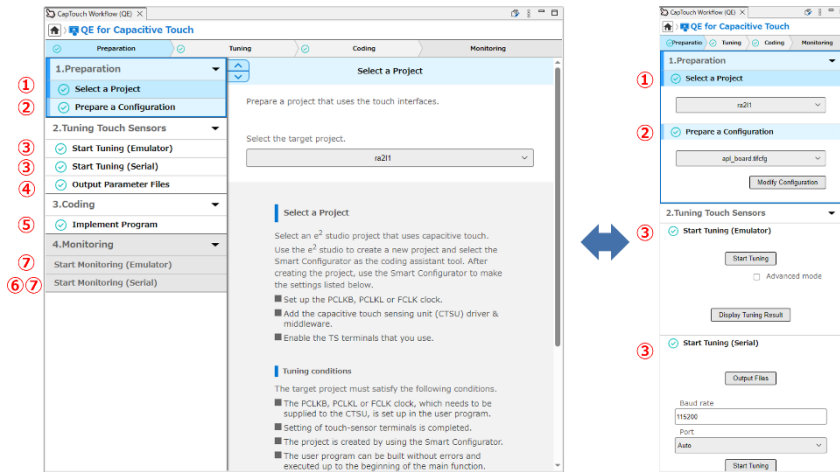 CapTouch Workflow (QE)
QE for Capacitive Touch
Preparation
Tuning
Coding
Monitoring
1.Preparation
① Select a Project
② Prepare a Configuration
2.Tuning Touch Sensors
③ Start Tuning (Emulator)
③ Start Tuning (Serial)
④ Output Parameter Files
3.Coding
⑤ Implement Program
4.Monitoring
⑦ Start Monitoring (Emulator)
⑥⑦ Start Monitoring (Serial)
Select a Project
Prepare a project that uses the touch interfaces.
Select the target project.
ra2l1
Select a Project
Select an e² studio project that uses capacitive touch.
Use the e² studio to create a new project and select the
Smart Configurator as the coding assistant tool. After
creating the project, use the Smart Configurator to make
the settings listed below.
Set up the PCLKB, PCLKL or FCLK clock.
Add the capacitive touch sensing unit (CTSU) driver &
middleware.
Enable the TS terminals that you use.
Tuning conditions
The target project must satisfy the following conditions.
The PCLKB, PCLKL or FCLK clock, which needs to be
supplied to the CTSU, is set up in the user program.
Setting of touch-sensor terminals is completed.
The project is created by using the Smart Configurator.
The user program can be built without errors and
executed up to the beginning of the main function.
CapTouch Workflow (QE)
QE for Capacitive Touch
Preparatio
Tuning
Coding
Monitoring
1.Preparation
① Select a Project
ra2l1
② Prepare a Configuration
apl_board.tifcfg
Modify Configuration
2.Tuning Touch Sensors
③ Start Tuning (Emulator)
Start Tuning
Advanced mode
Display Tuning Result
③ Start Tuning (Serial)
Output Files
Baud rate
115200
Port
Auto
Start Tuning